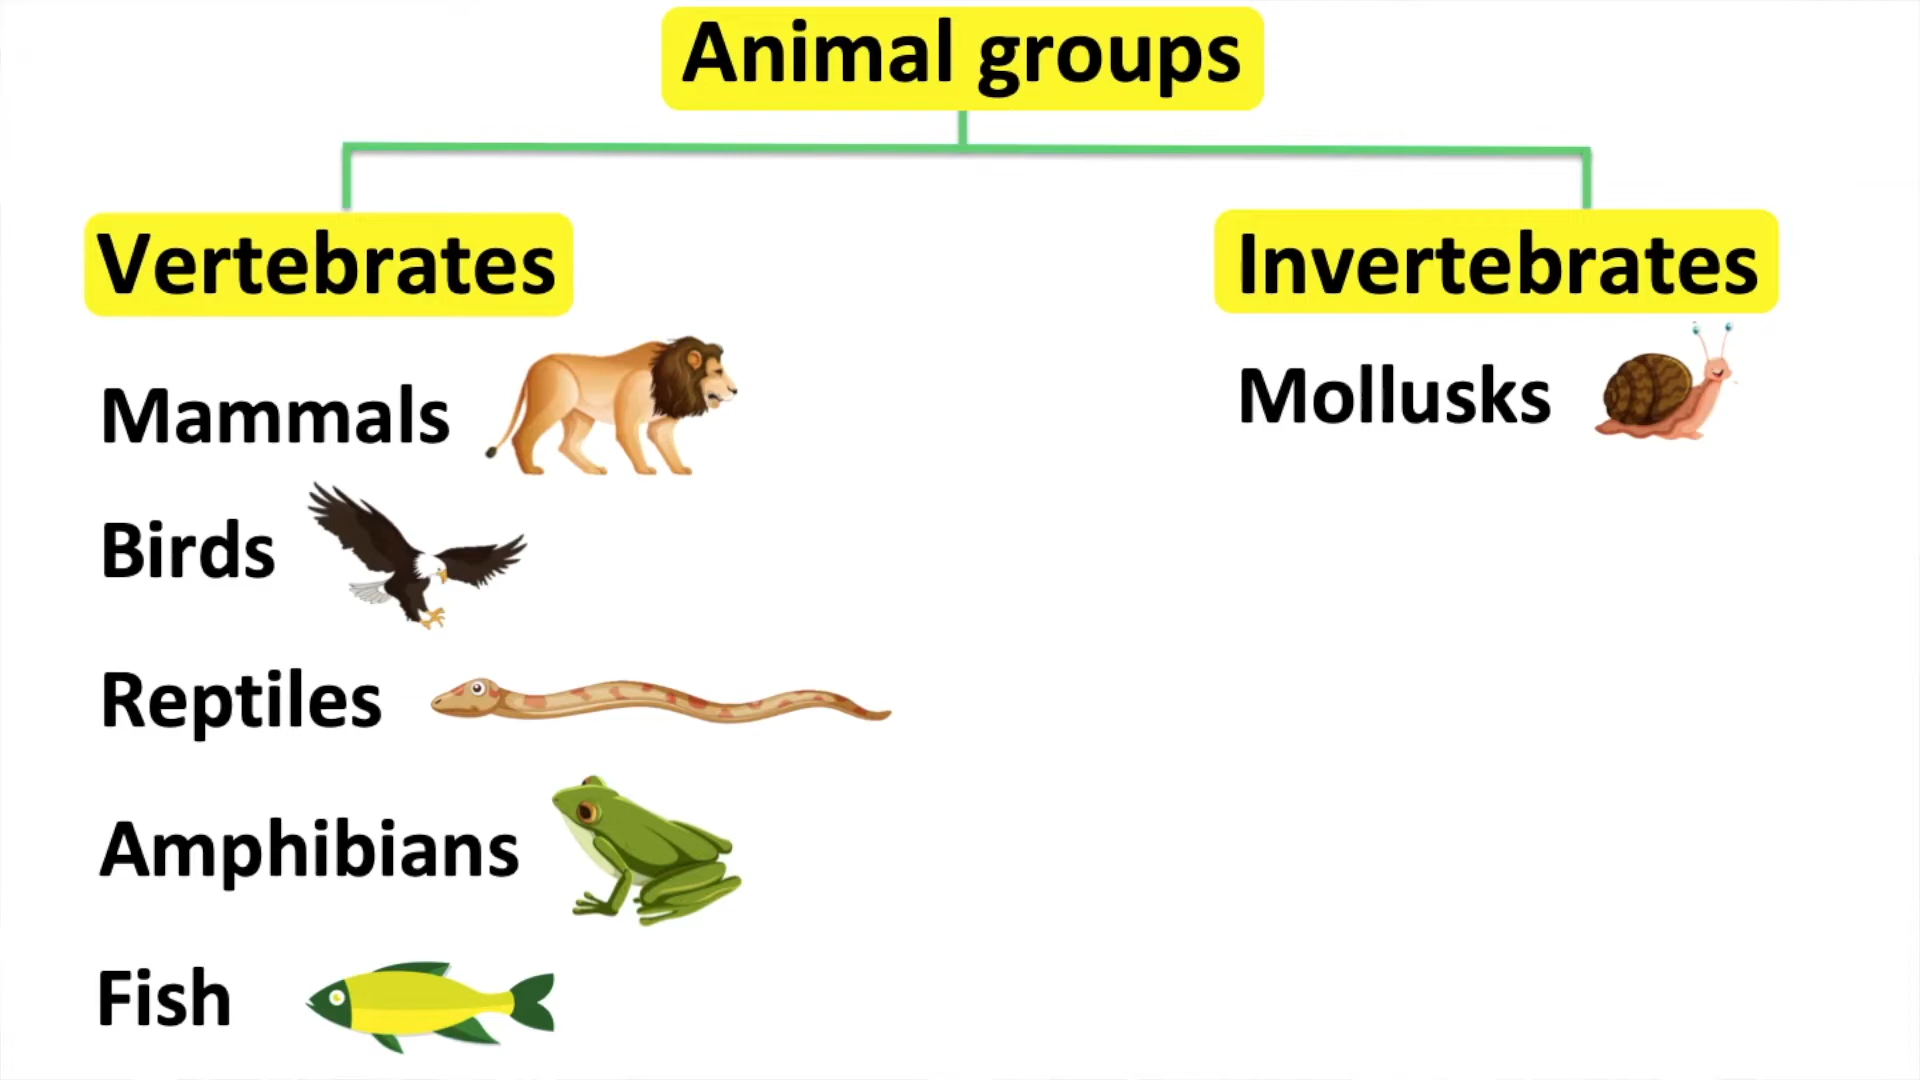 Animal groups
Vertebrates
Mammals
Birds
Reptiles
Amphibians
Fish
Invertebrates
Mollusks